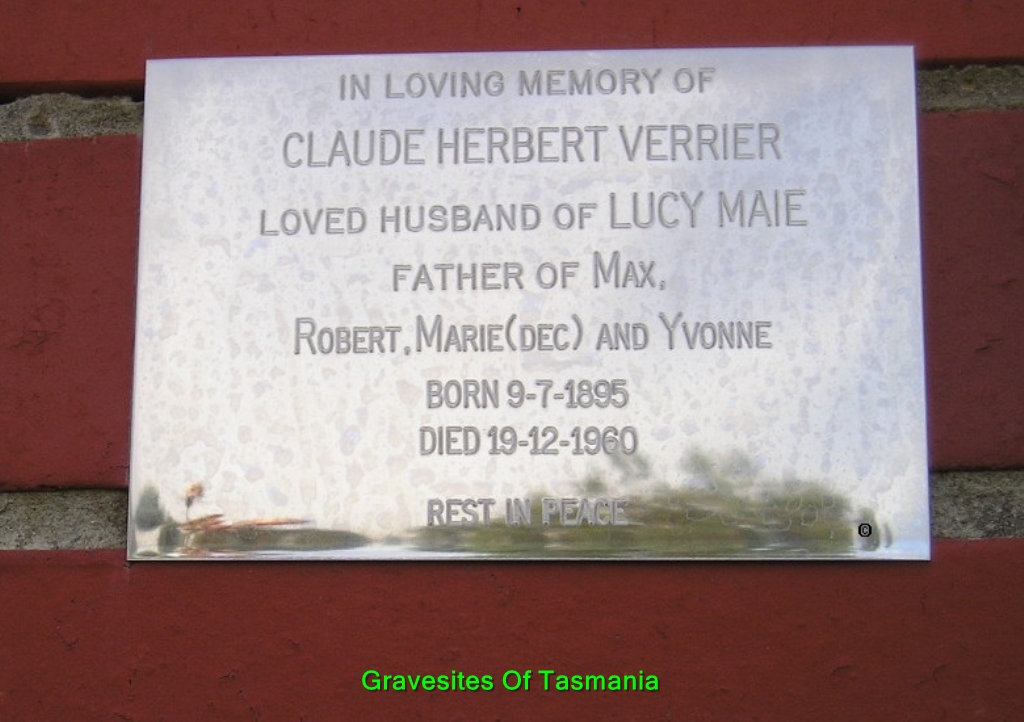 IN LOVING MEMORY OF
CLAUDE HERBERT VERRIER
LOVED HUSBAND OF LUCY MAIE
FATHER OF MAX,
ROBERT, MARIE(DEC) AND YVONNE
BORN 9-7-1895
DIED 19-12-1960
REST IN PEACE
©
Gravesites Of Tasmania